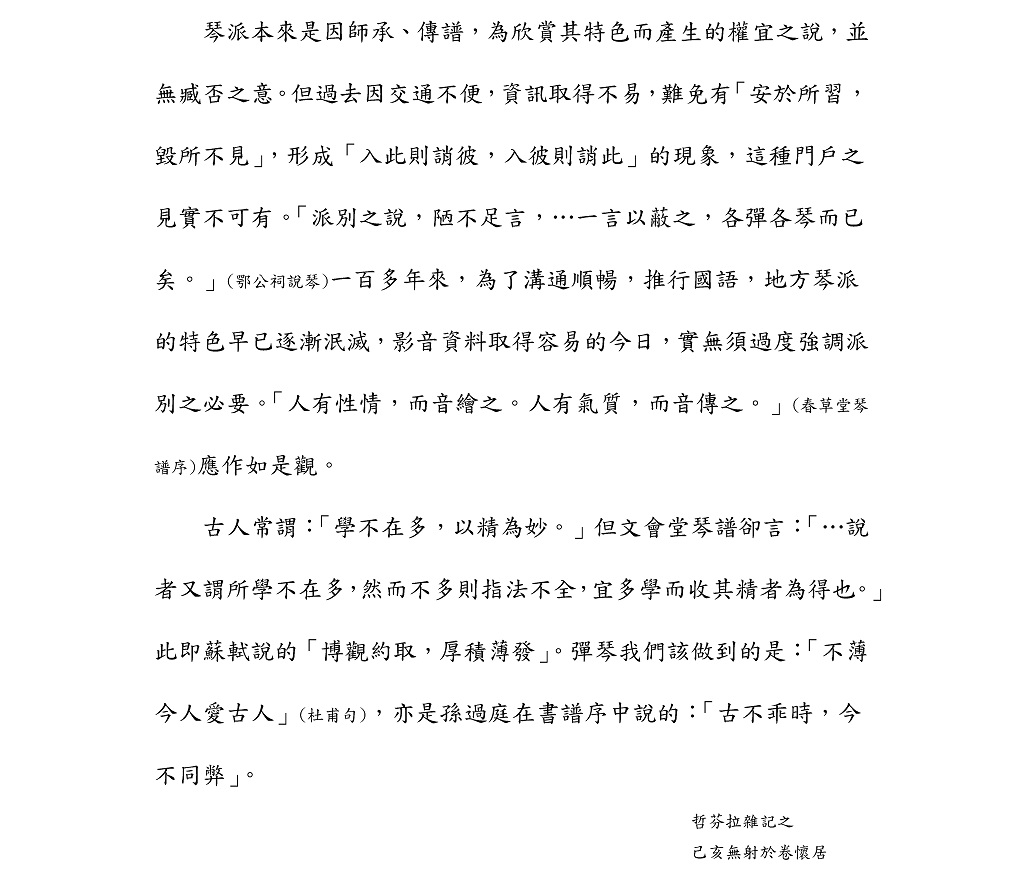 琴派本來是因師承、傳譜，為欣賞其特色而產生的權宜之說，並
無臧否之意。但過去因交通不便，資訊取得不易，難免有「安於所習，
毀所不見」，形成「入此則誚彼，入彼則誚此」的現象，這種門戶之
見實不可有。「派別之說，陋不足言，…一言以蔽之，各彈各琴而已
矣。」(鄂公祠說琴)一百多年來，為了溝通順暢，推行國語，地方琴派
的特色早已逐漸泯滅，影音資料取得容易的今日，實無須過度強調派
別之必要。「人有性情，而音繪之。人有氣質，而音傳之。」(春草堂琴
譜序)應作如是觀。
古人常謂：「學不在多，以精為妙。」但文會堂琴譜卻言：「…說
者又謂所學不在多，然而不多則指法不全，宜多學而收其精者為得也。」
此即蘇軾說的「博觀約取，厚積薄發」。彈琴我們該做到的是：「不薄
今人愛古人」(杜甫句)，亦是孫過庭在書譜序中說的：「古不乖時，今
不同弊」。
哲芬拉雜記之
己亥無射於卷懷居